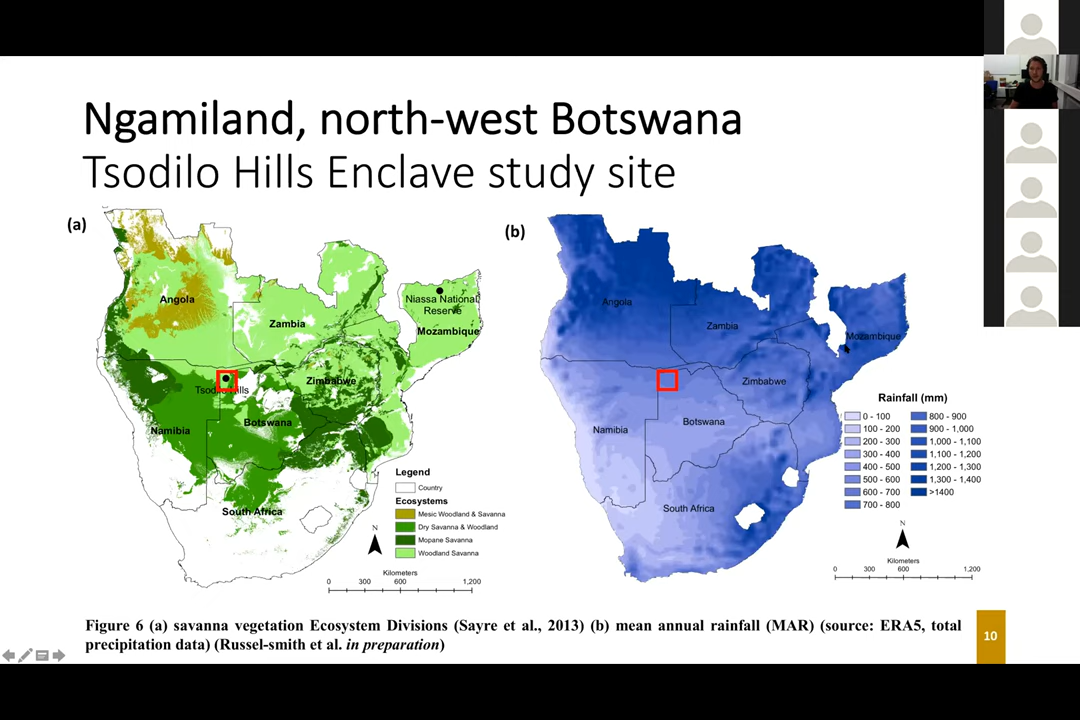 Ngamiland, north-west Botswana
Tsodilo Hills Enclave study site
(a)
Angola
Zambia
Niassa National
Reserve
Mozambique
Tsodilo Hills
Zimbabwe
Botswana
Namibia
South Africa
Legend
Country
Ecosystems
Mesic Woodland & Savanna
Dry Savanna & Woodland
Mopane Savanna
Woodland Savanna
N
Kilometers
0 300 600 1,200
(b)
Angola
Zambia
Mozambique
Zimbabwe
Botswana
Namibia
South Africa
Rainfall (mm)
0 - 100 800 - 900
100 - 200 900 - 1,000
200 - 300 1,000 - 1,100
300 - 400 1,100 - 1,200
400 - 500 1,200 - 1,300
500 - 600 1,300 - 1,400
600 - 700 >1400
700 - 800
N
Kilometers
0 300 600 1,200
Figure 6 (a) savanna vegetation Ecosystem Divisions (Sayre et al., 2013) (b) mean annual rainfall (MAR) (source: ERA5, total
precipitation data) (Russel-smith et al. in preparation)
10